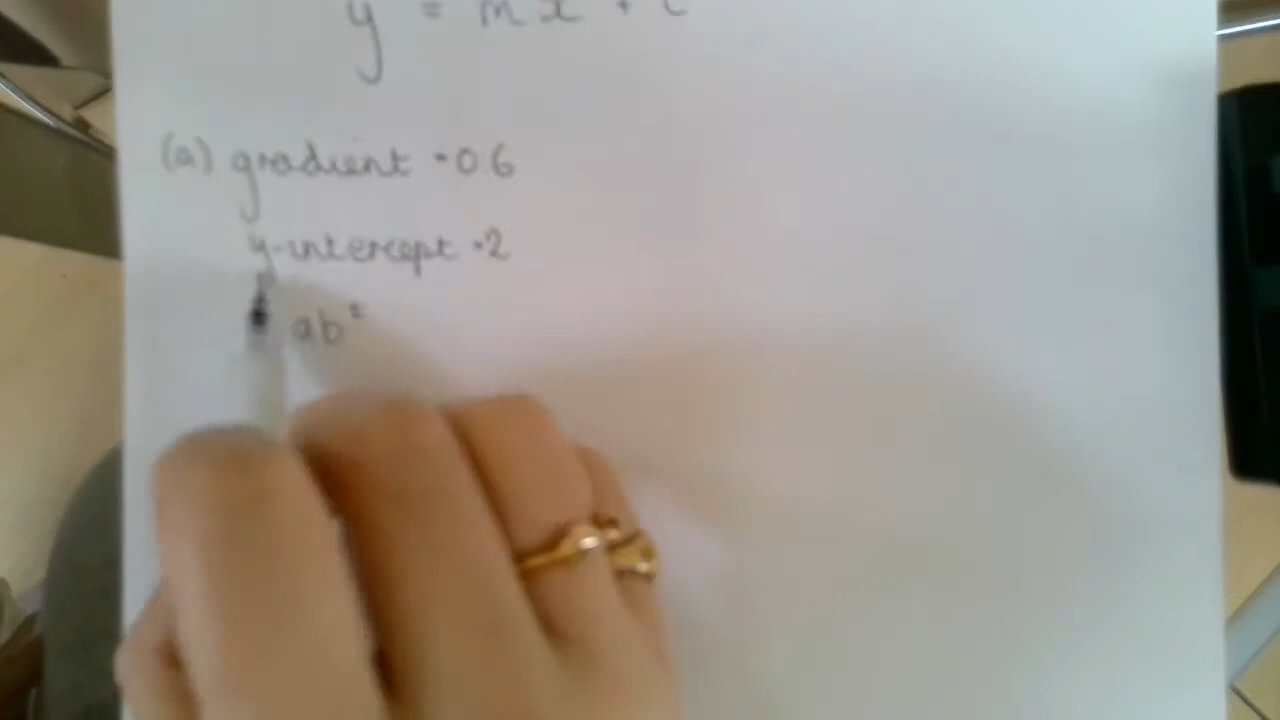 y = mx + c
(a) gradient = 0.6
y-intercept = 2
ab^t